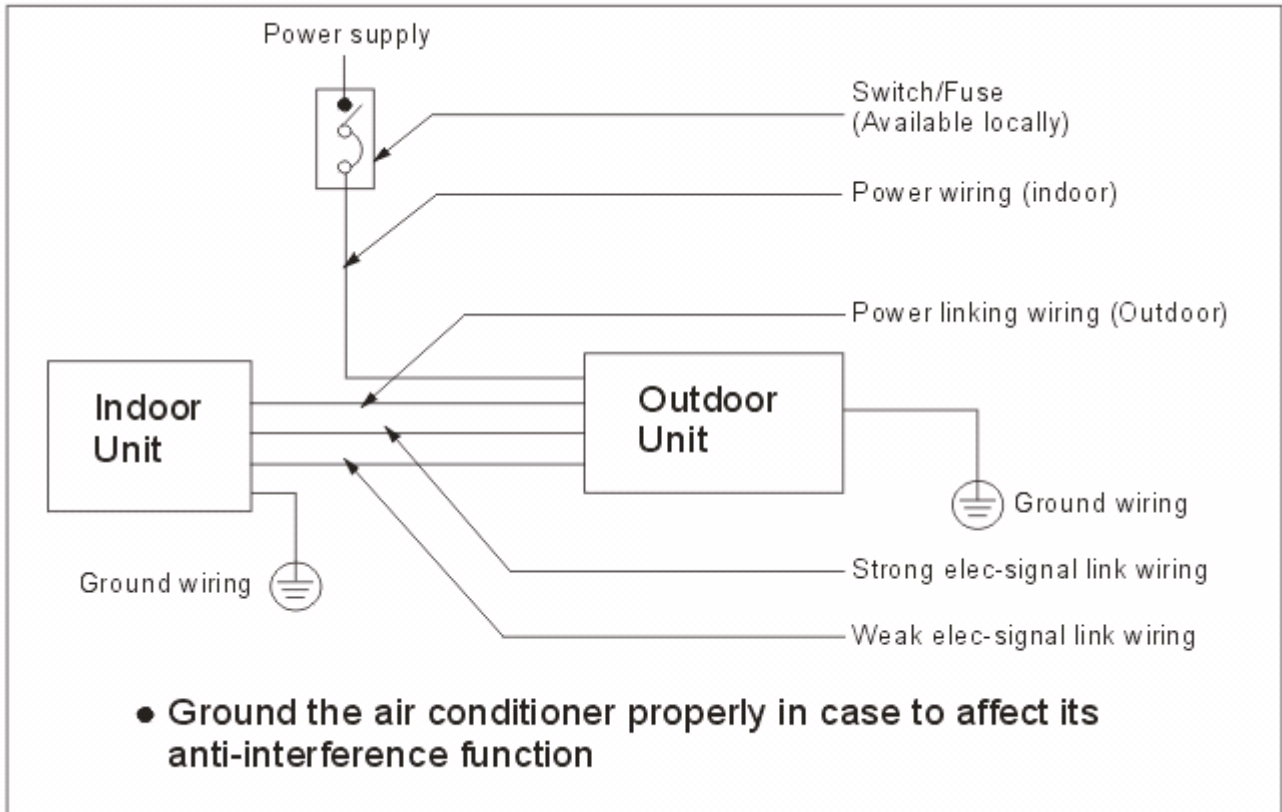 Power supply
Switch/Fuse
(Available locally)
Power wiring (indoor)
Power linking wiring (Outdoor)
Indoor
Unit
Outdoor
Unit
Ground wiring
Ground wiring
Strong elec-signal link wiring
Weak elec-signal link wiring
● Ground the air conditioner properly in case to affect its
anti-interference function